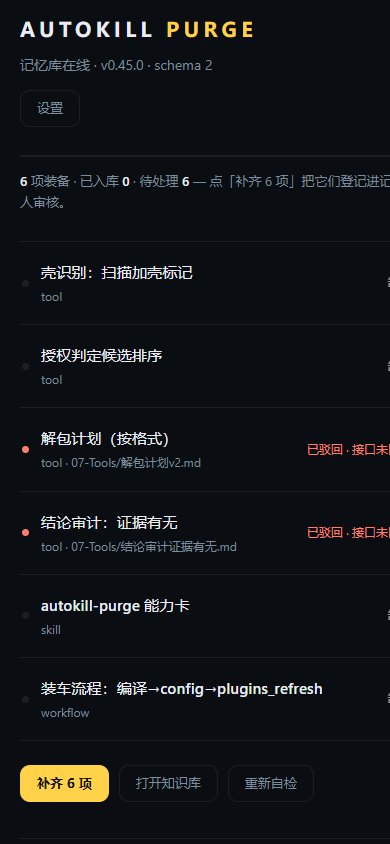 AUTOKILL PURGE
记忆库在线 · v0.45.0 · schema 2
设置
6 项装备 · 已入库 0 · 待处理 6 — 点「补齐 6 项」把它们登记进记
人审核。
壳识别：扫描加壳标记
tool
授权判定候选排序
tool
解包计划（按格式）
已驳回 · 接口未
tool · 07-Tools/解包计划v2.md
结论审计：证据有无
已驳回 · 接口未
tool · 07-Tools/结论审计证据有无.md
autokill-purge 能力卡
skill
装车流程：编译→config→plugins_refresh
workflow
补齐 6 项
打开知识库
重新自检